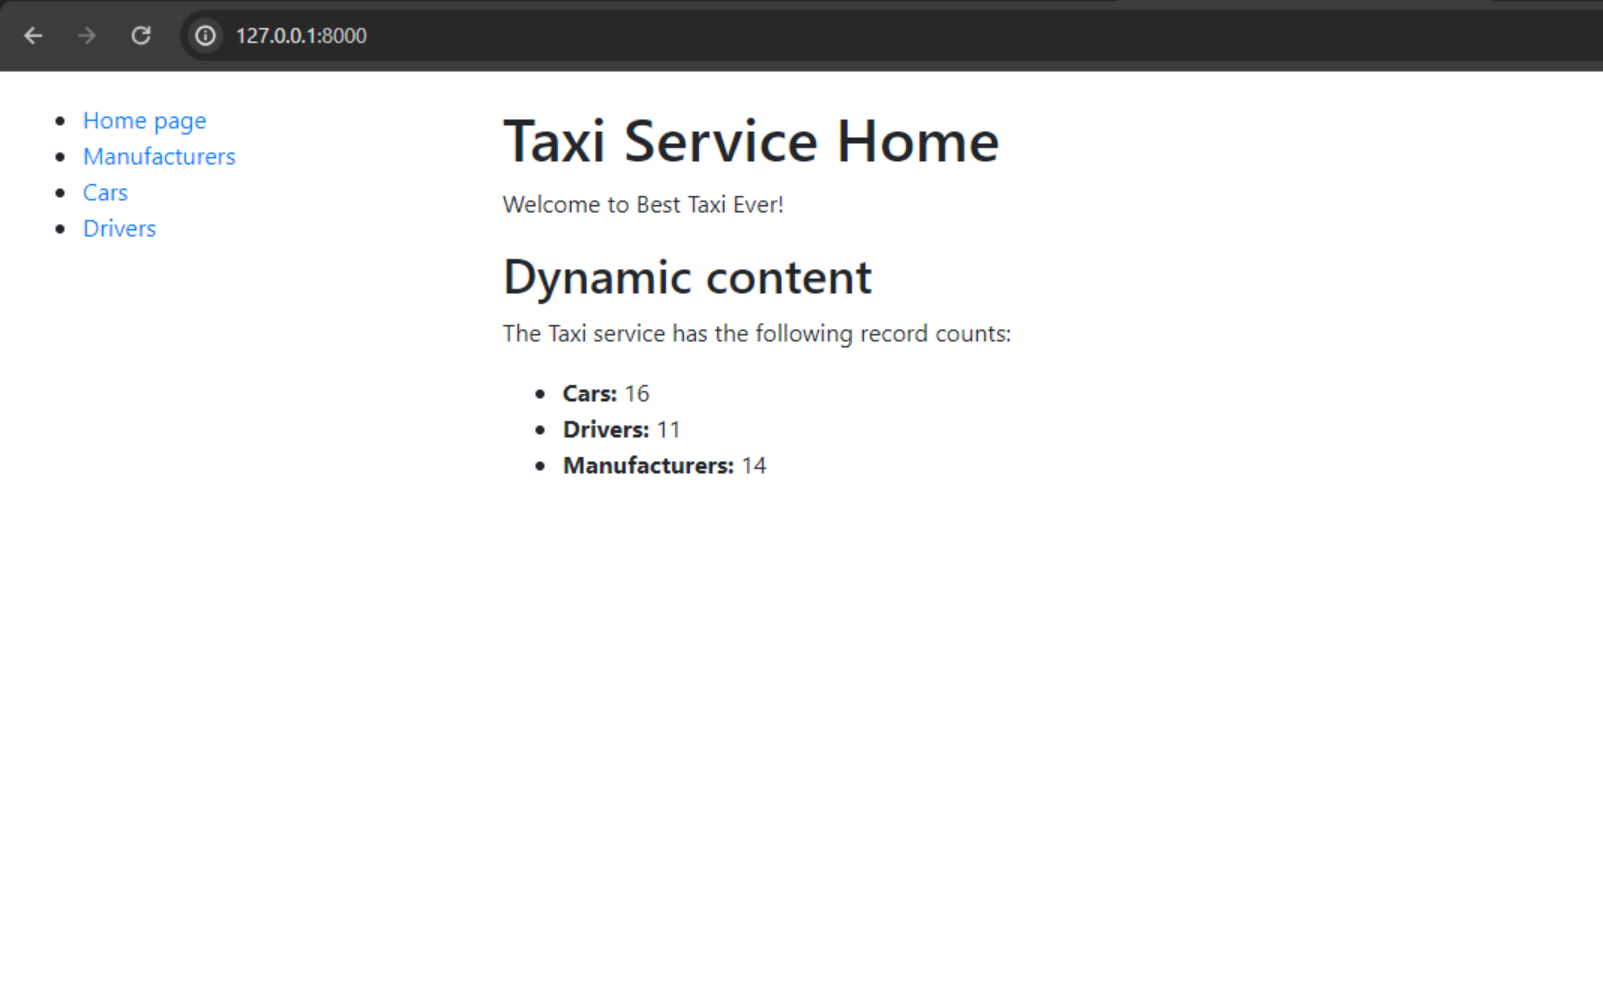 127.0.0.1:8000
Home page
Manufacturers
Cars
Drivers
Taxi Service Home
Welcome to Best Taxi Ever!
Dynamic content
The Taxi service has the following record counts:
Cars: 16
Drivers: 11
Manufacturers: 14